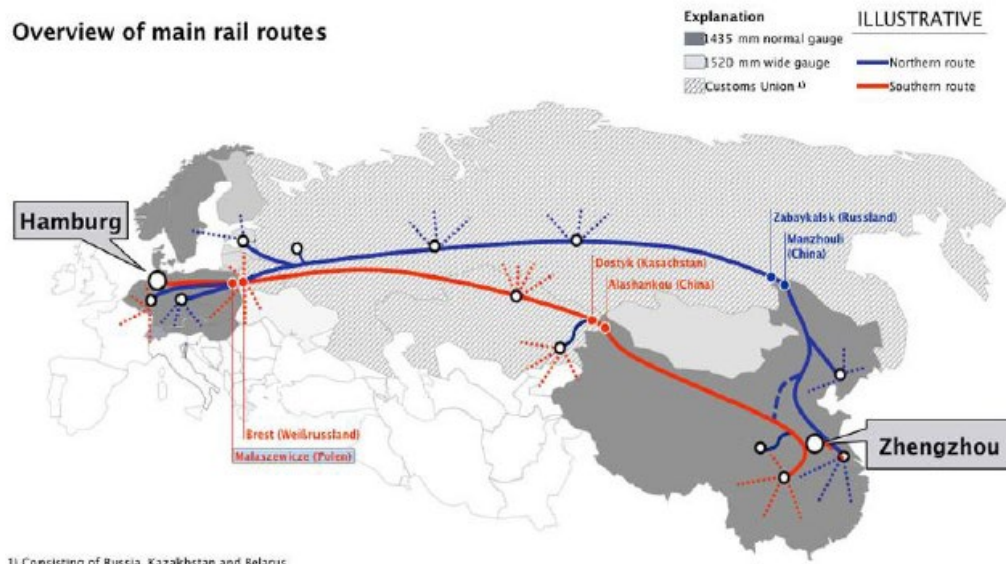 Overview of main rail routes
Explanation
1435 mm normal gauge
1520 mm wide gauge
Customs Union 1)
ILLUSTRATIVE
Northern route
Southern route
Hamburg
Zabaykalsk (Russland)
Manzhouli
(China)
Dostyk (Kasachstan)
Alashankou (China)
Brest (Weißrussland)
Malaszewicze (Polen)
Zhengzhou
1) Consisting of Russia, Kazakhstan and Belarus